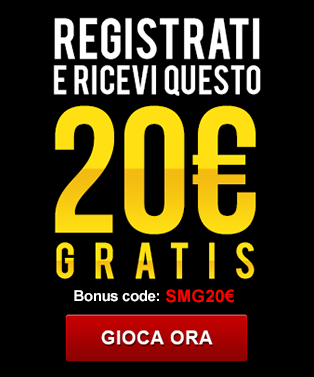 REGISTRATI
E RICEVI QUESTO
20€
GRATIS
Bonus code: SMG20€
GIOCA ORA